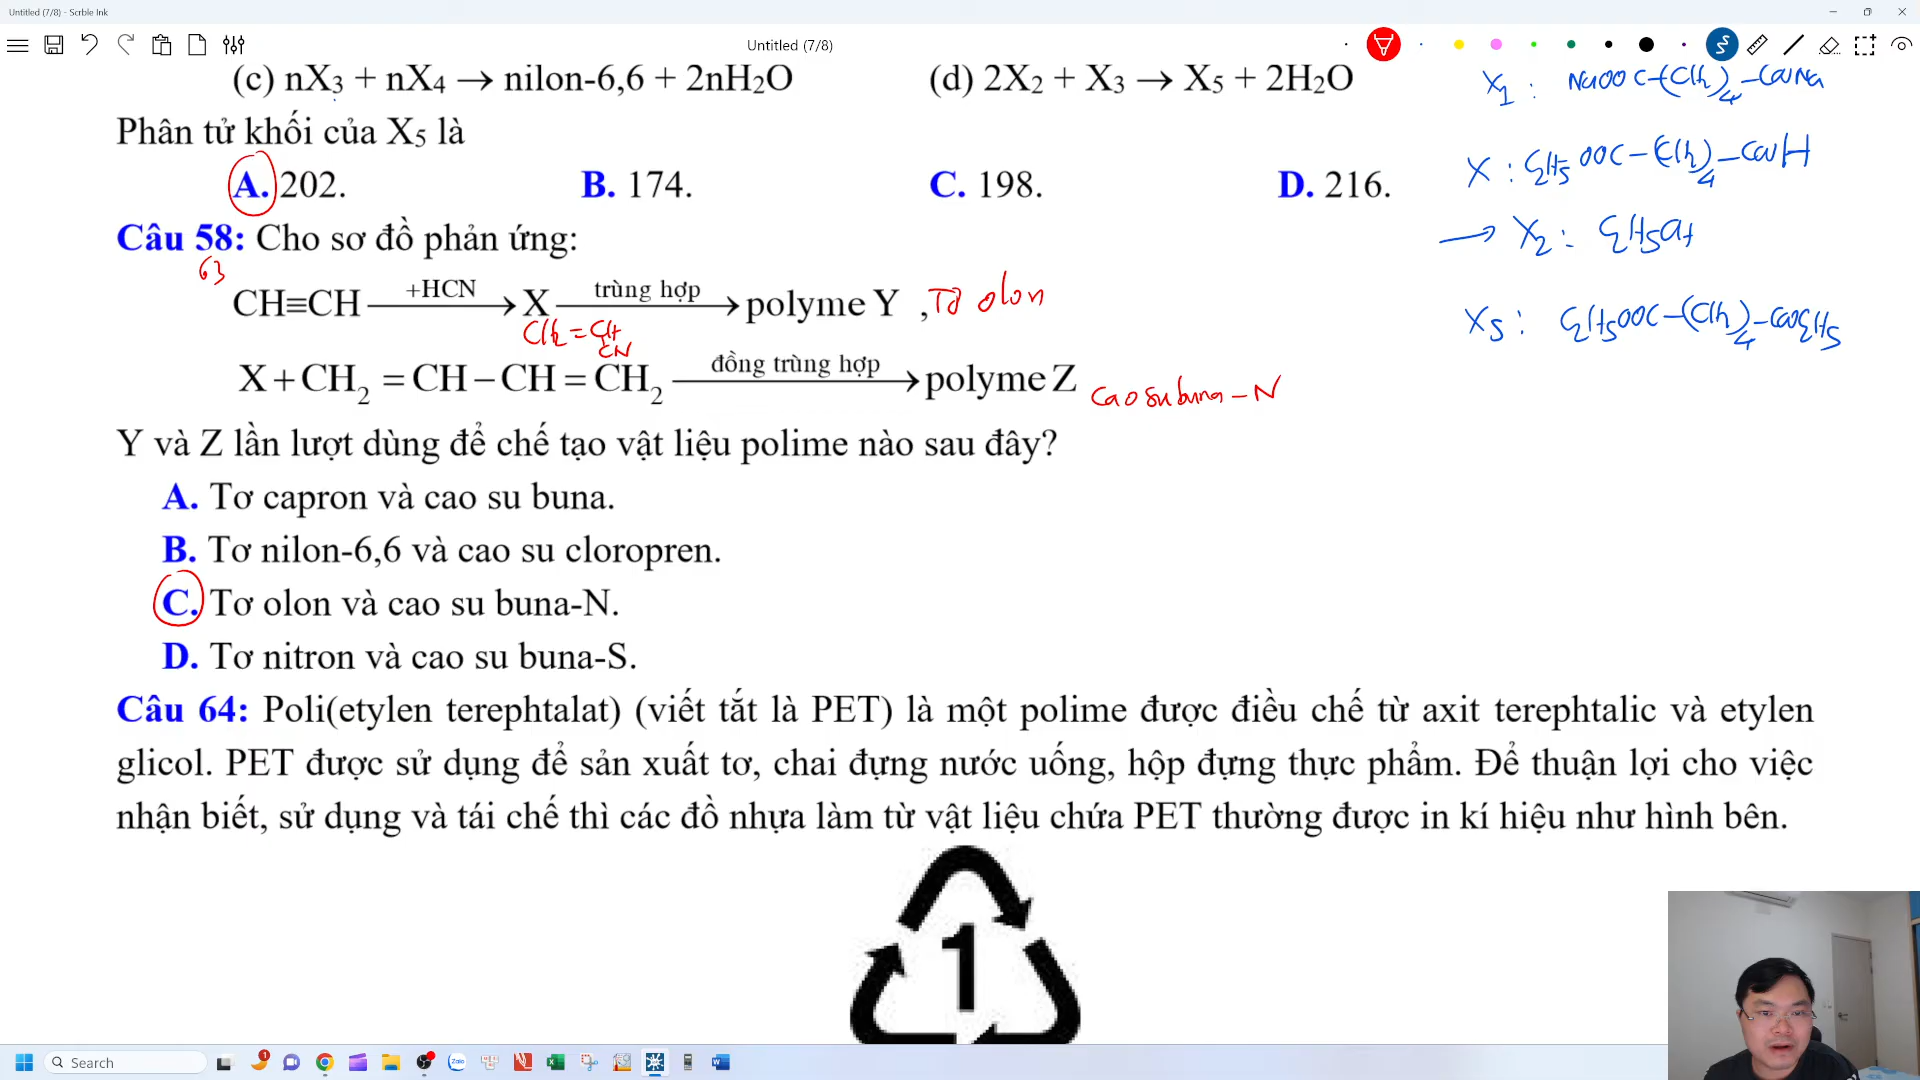 Untitled (7/8) - Scrble Ink
Untitled (7/8)
(c) nX3 + nX4 → nilon-6,6 + 2nH2O (d) 2X2 + X3 → X5 + 2H2O
X1 : NaOOC-(CH2)4-COONa
Phân tử khối của X5 là
X : C2H5OOC-(CH2)4-COOH
A. 202. B. 174. C. 198. D. 216.
→ X2 : C2H5OH
Câu 58: Cho sơ đồ phản ứng:
63
CH≡CH +HCN → X trùng hợp → polyme Y , Tơ olon
X5 : C2H5OOC-(CH2)4-COOC2H5
CH2=CH
CN
X + CH2 = CH − CH = CH2 đồng trùng hợp → polyme Z cao su buna-N
Y và Z lần lượt dùng để chế tạo vật liệu polime nào sau đây?
A. Tơ capron và cao su buna.
B. Tơ nilon-6,6 và cao su cloropren.
C. Tơ olon và cao su buna-N.
D. Tơ nitron và cao su buna-S.
Câu 64: Poli(etylen terephtalat) (viết tắt là PET) là một polime được điều chế từ axit terephtalic và etylen
glicol. PET được sử dụng để sản xuất tơ, chai đựng nước uống, hộp đựng thực phẩm. Để thuận lợi cho việc
nhận biết, sử dụng và tái chế thì các đồ nhựa làm từ vật liệu chứa PET thường được in kí hiệu như hình bên.
1
Search
1
Zalo